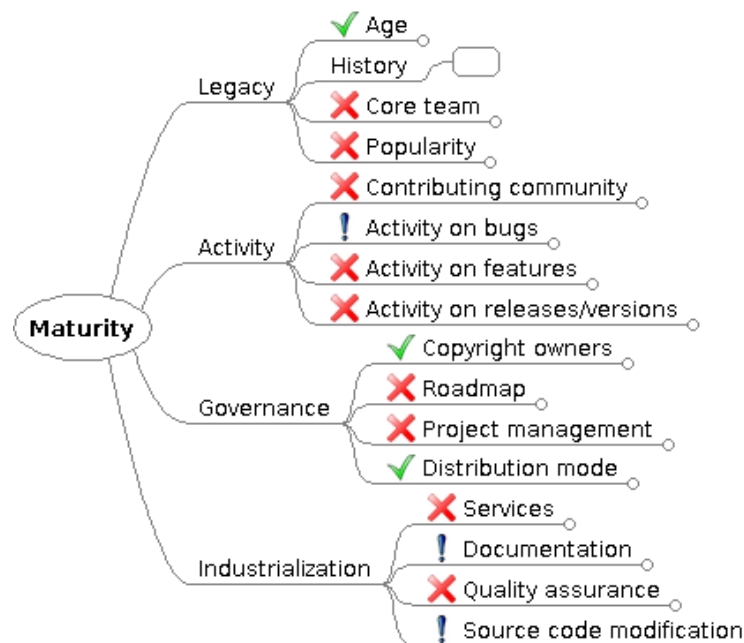 Age
History
Legacy
Core team
Popularity
Contributing community
Activity on bugs
Activity
Activity on features
Activity on releases/versions
Maturity
Copyright owners
Roadmap
Governance
Project management
Distribution mode
Services
Documentation
Industrialization
Quality assurance
Source code modification